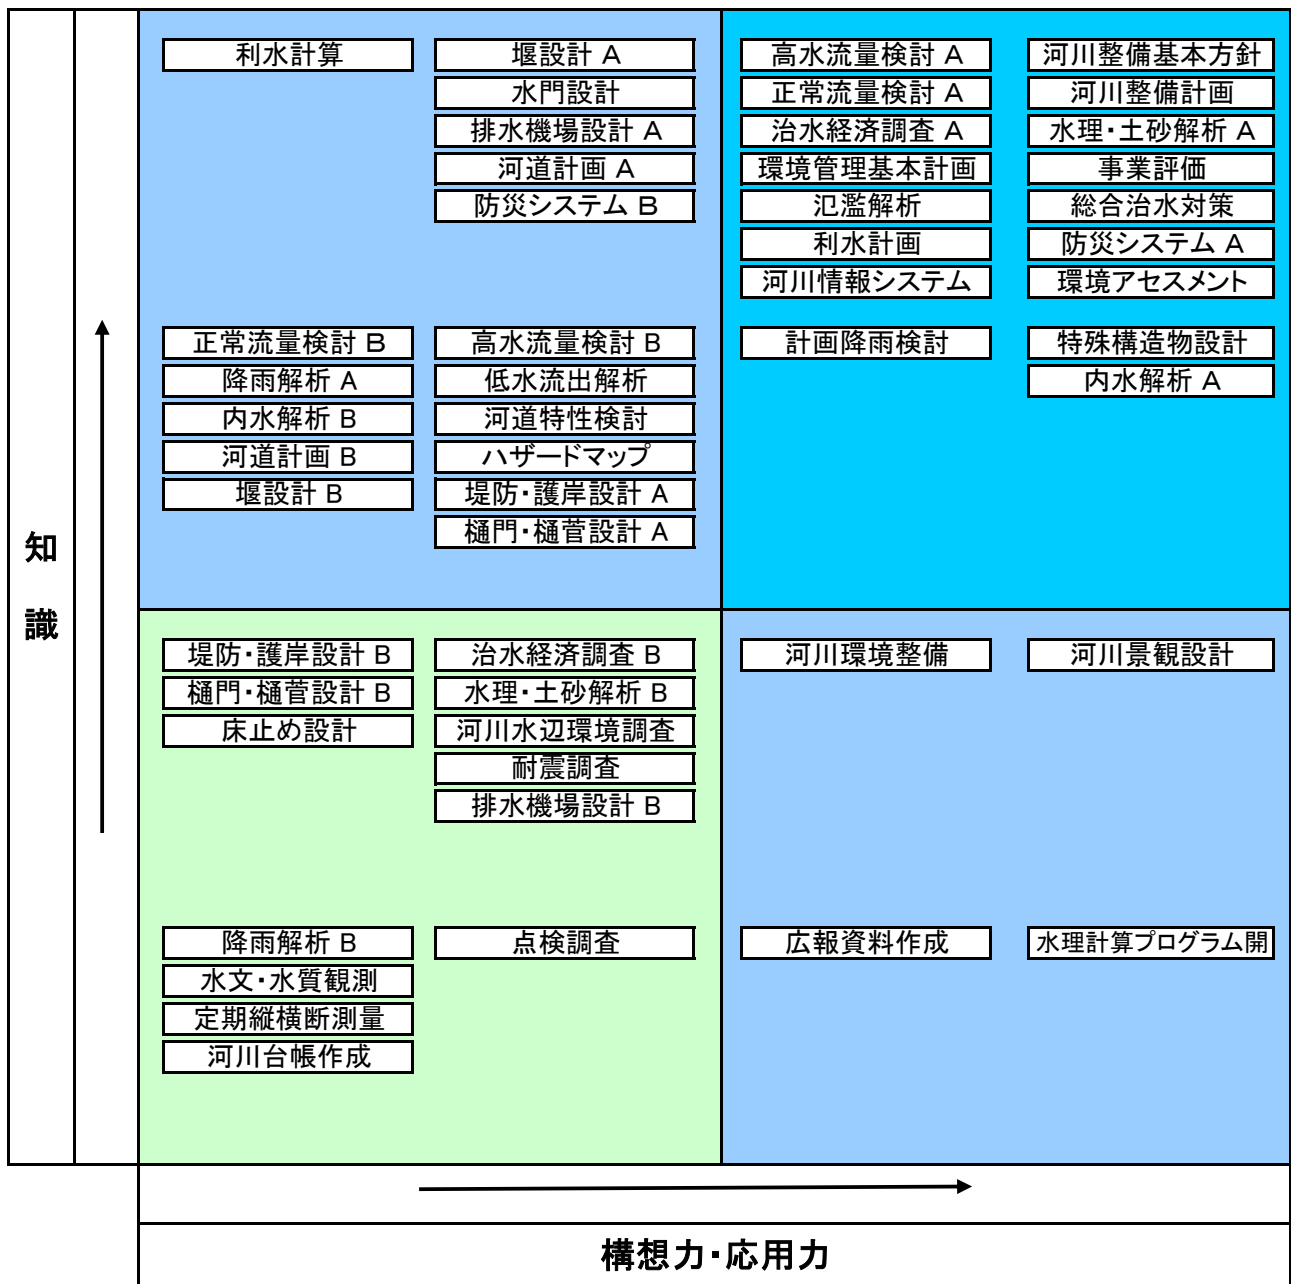 利水計算
堰設計 A
水門設計
排水機場設計 A
河道計画 A
防災システム B
高水流量検討 A
正常流量検討 A
治水経済調査 A
環境管理基本計画
氾濫解析
利水計画
河川情報システム
河川整備基本方針
河川整備計画
水理・土砂解析 A
事業評価
総合治水対策
防災システム A
環境アセスメント
正常流量検討 B
降雨解析 A
内水解析 B
河道計画 B
堰設計 B
高水流量検討 B
低水流出解析
河道特性検討
ハザードマップ
堤防・護岸設計 A
樋門・樋菅設計 A
計画降雨検討
特殊構造物設計
内水解析 A
知
識
堤防・護岸設計 B
樋門・樋菅設計 B
床止め設計
治水経済調査 B
水理・土砂解析 B
河川水辺環境調査
耐震調査
排水機場設計 B
河川環境整備
河川景観設計
降雨解析 B
水文・水質観測
定期縦横断測量
河川台帳作成
点検調査
広報資料作成
水理計算プログラム開
構想力・応用力